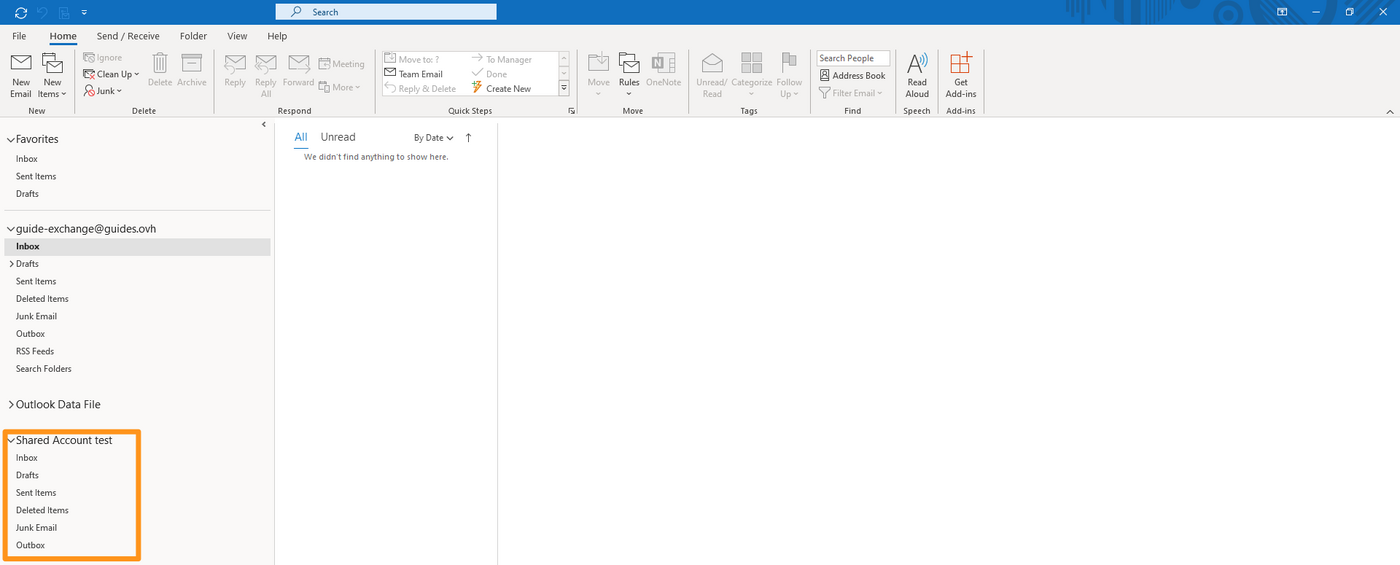 Search
File Home Send / Receive Folder View Help
New Email
New Items
New
Ignore
Clean Up
Junk
Delete
Archive
Delete
Reply
Reply All
Forward
Meeting
More
Respond
Move to: ?
Team Email
Reply & Delete
To Manager
Done
Create New
Quick Steps
Move
Rules
OneNote
Move
Unread/ Read
Categorize
Follow Up
Tags
Search People
Address Book
Filter Email
Find
Read Aloud
Speech
Get Add-ins
Add-ins
Favorites
Inbox
Sent Items
Drafts
guide-exchange@guides.ovh
Inbox
Drafts
Sent Items
Deleted Items
Junk Email
Outbox
RSS Feeds
Search Folders
Outlook Data File
Shared Account test
Inbox
Drafts
Sent Items
Deleted Items
Junk Email
Outbox
All Unread By Date
We didn't find anything to show here.